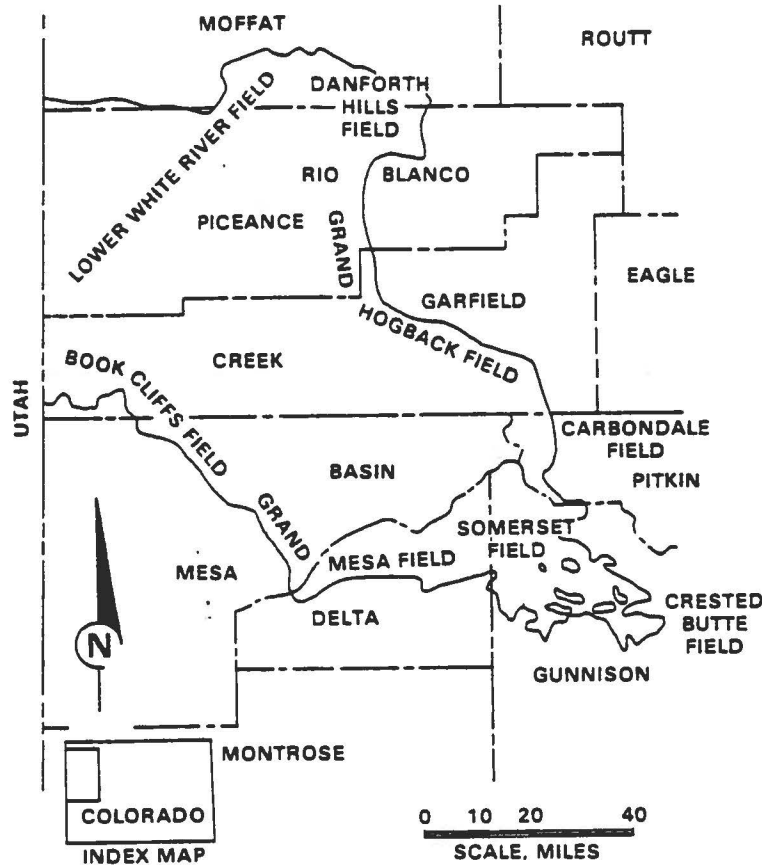 MOFFAT
ROUTT
DANFORTH
HILLS
FIELD
LOWER WHITE RIVER FIELD
RIO BLANCO
PICEANCE
GRAND
HOGBACK FIELD
EAGLE
GARFIELD
CREEK
UTAH
BOOK CLIFFS FIELD
CARBONDALE
FIELD
PITKIN
BASIN
GRAND
MESA FIELD
SOMERSET
FIELD
MESA
DELTA
CRESTED
BUTTE
FIELD
GUNNISON
N
MONTROSE
COLORADO
INDEX MAP
0 10 20 40
SCALE, MILES